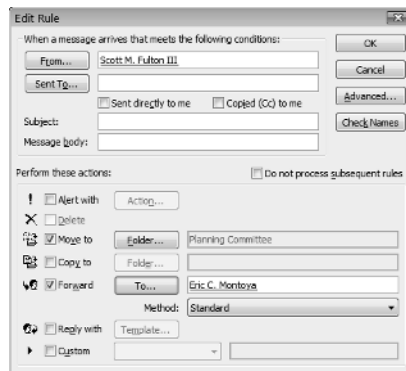 Edit Rule
When a message arrives that meets the following conditions:
From... Scott M. Fulton III OK
Sent To... Cancel
Sent directly to me Copied (Cc) to me Advanced...
Subject: Check Names
Message body:
Perform these actions: Do not process subsequent rules
Alert with Action...
Delete
Move to Folder... Planning Committee
Copy to Folder...
Forward To... Eric C. Montoya
Method: Standard
Reply with Template...
Custom